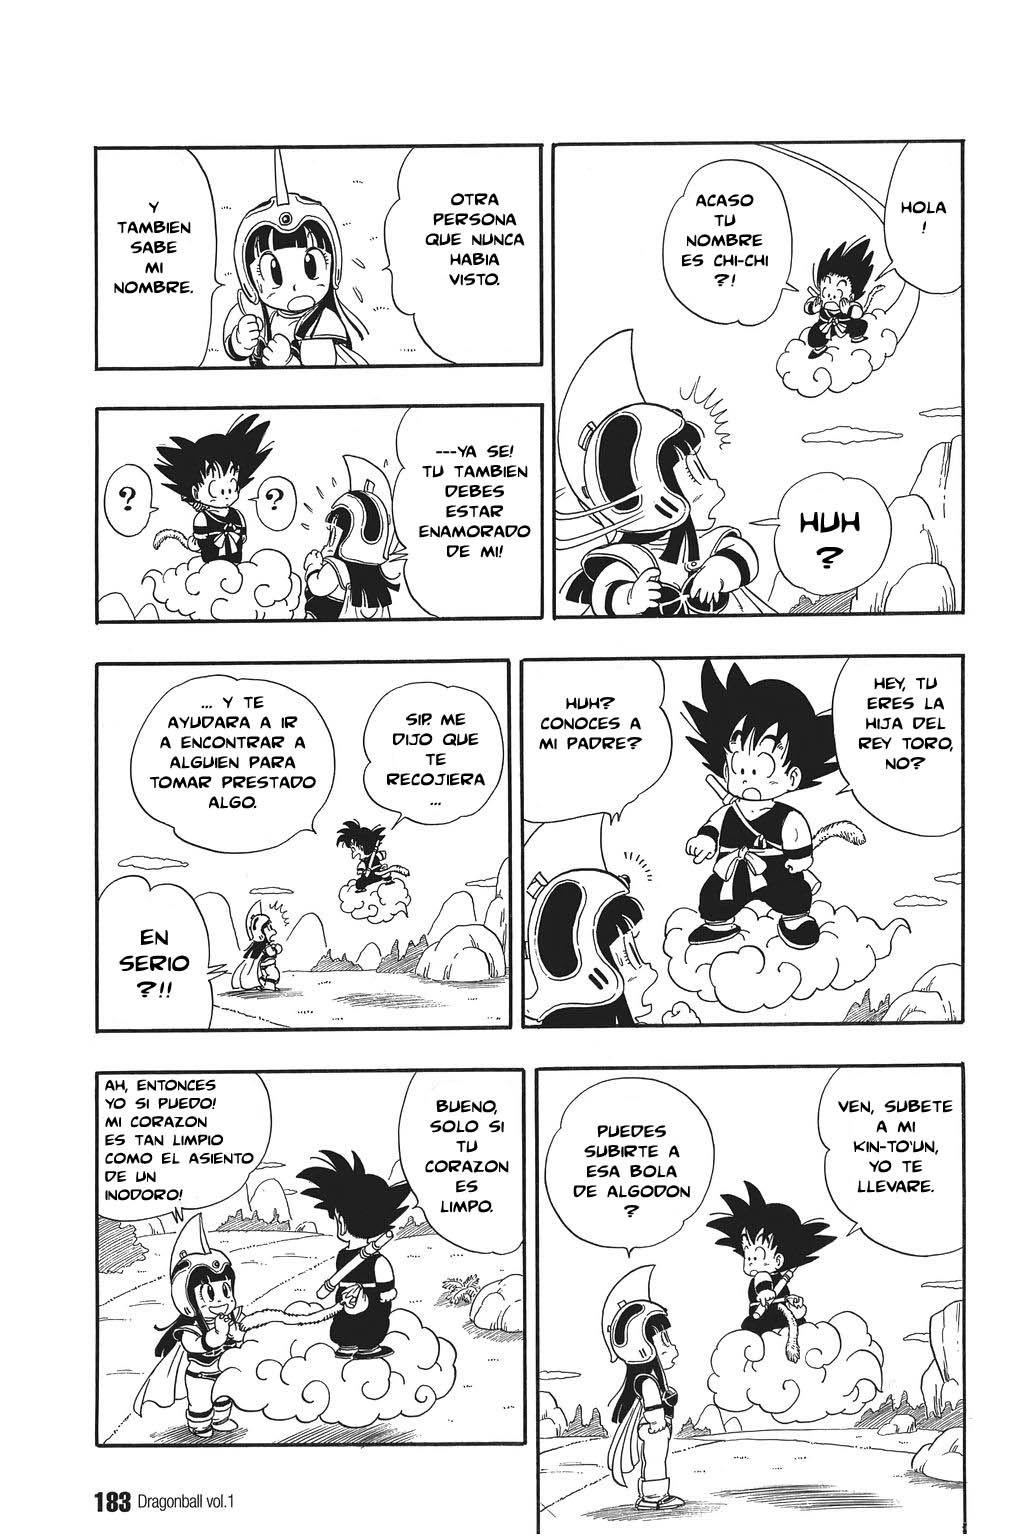 HOLA
!
ACASO
TU
NOMBRE
ES CHI-CHI
?!
HUH
?
OTRA
PERSONA
QUE NUNCA
HABIA
VISTO.
Y
TAMBIEN
SABE
MI
NOMBRE.
---YA SE!
TU TAMBIEN
DEBES
ESTAR
ENAMORADO
DE MI!
?
?
HEY, TU
ERES LA
HIJA DEL
REY TORO,
NO?
HUH?
CONOCES A
MI PADRE?
SIP. ME
DIJO QUE
TE
RECOJIERA
...
... Y TE
AYUDARA A IR
A ENCONTRAR A
ALGUIEN PARA
TOMAR PRESTADO
ALGO.
EN
SERIO
?!!
VEN, SUBETE
A MI
KIN-TO'UN,
YO TE
LLEVARE.
PUEDES
SUBIRTE A
ESA BOLA
DE ALGODON
?
BUENO,
SOLO SI
TU
CORAZON
ES
LIMPO.
AH, ENTONCES
YO SI PUEDO!
MI CORAZON
ES TAN LIMPIO
COMO EL ASIENTO
DE UN
INODORO!
183 Dragonball vol.1